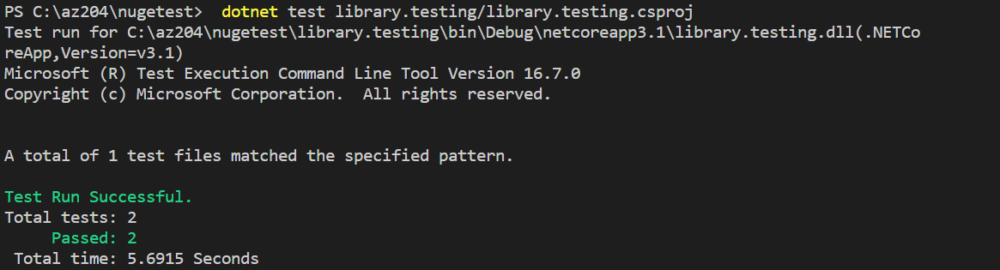 PS C:\az204\nugetest>  dotnet test library.testing/library.testing.csproj
Test run for C:\az204\nugetest\library.testing\bin\Debug\netcoreapp3.1\library.testing.dll(.NETCo
reApp,Version=v3.1)
Microsoft (R) Test Execution Command Line Tool Version 16.7.0
Copyright (c) Microsoft Corporation.  All rights reserved.
A total of 1 test files matched the specified pattern.
Test Run Successful.
Total tests: 2
     Passed: 2
 Total time: 5.6915 Seconds